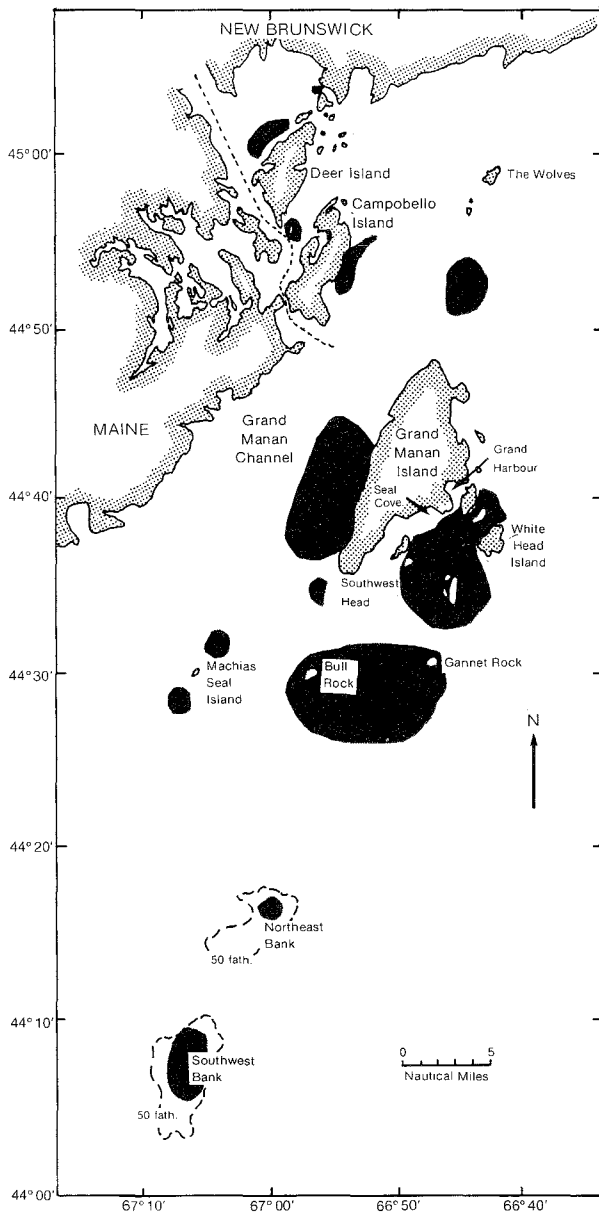 NEW BRUNSWICK
45° 00'
Deer Island
The Wolves
Campobello
Island
44° 50'
MAINE
Grand
Manan
Channel
Grand
Manan
Island
Grand
Harbour
Seal
Cove
44° 40'
White
Head
Island
Southwest
Head
Machias
Seal
Island
Bull
Rock
Gannet Rock
44° 30'
N
44° 20'
Northeast
Bank
50 fath.
44° 10'
Southwest
Bank
50 fath.
0 5
Nautical Miles
44° 00'
67° 10' 67° 00' 66° 50' 66° 40'